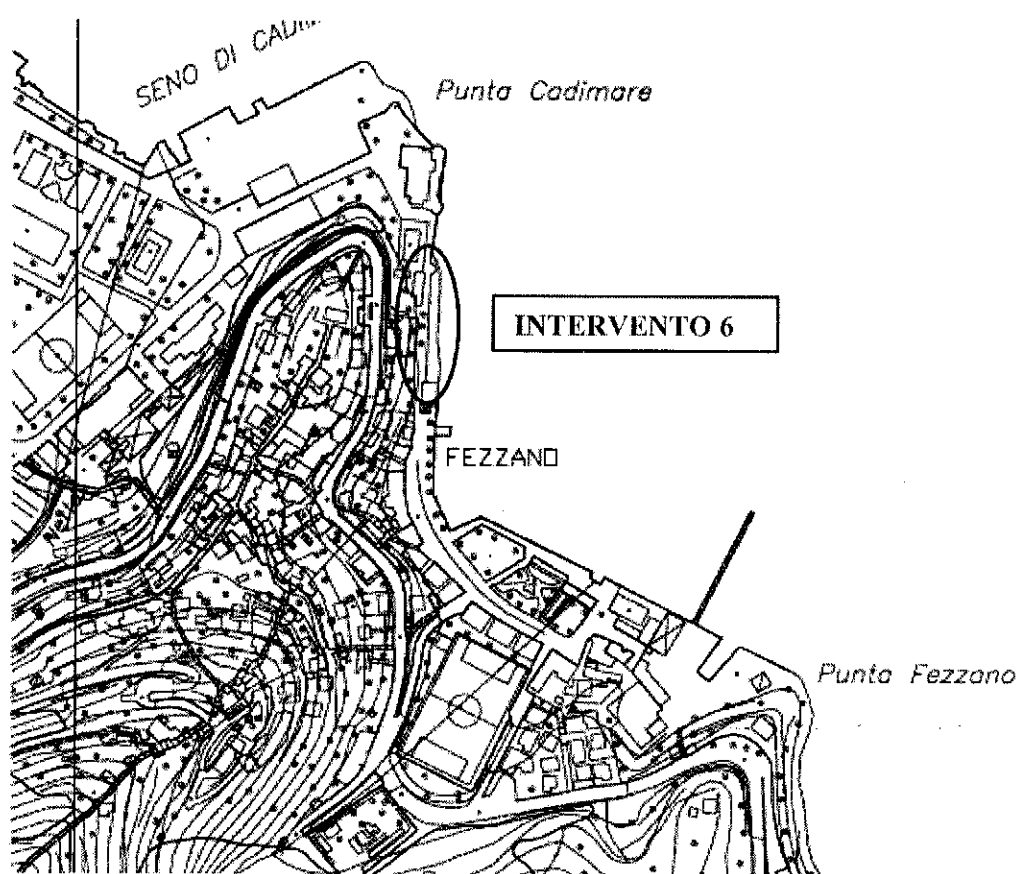 SENO DI
Punta Cadimare
INTERVENTO 6
FEZZANO
Punta Fezzano